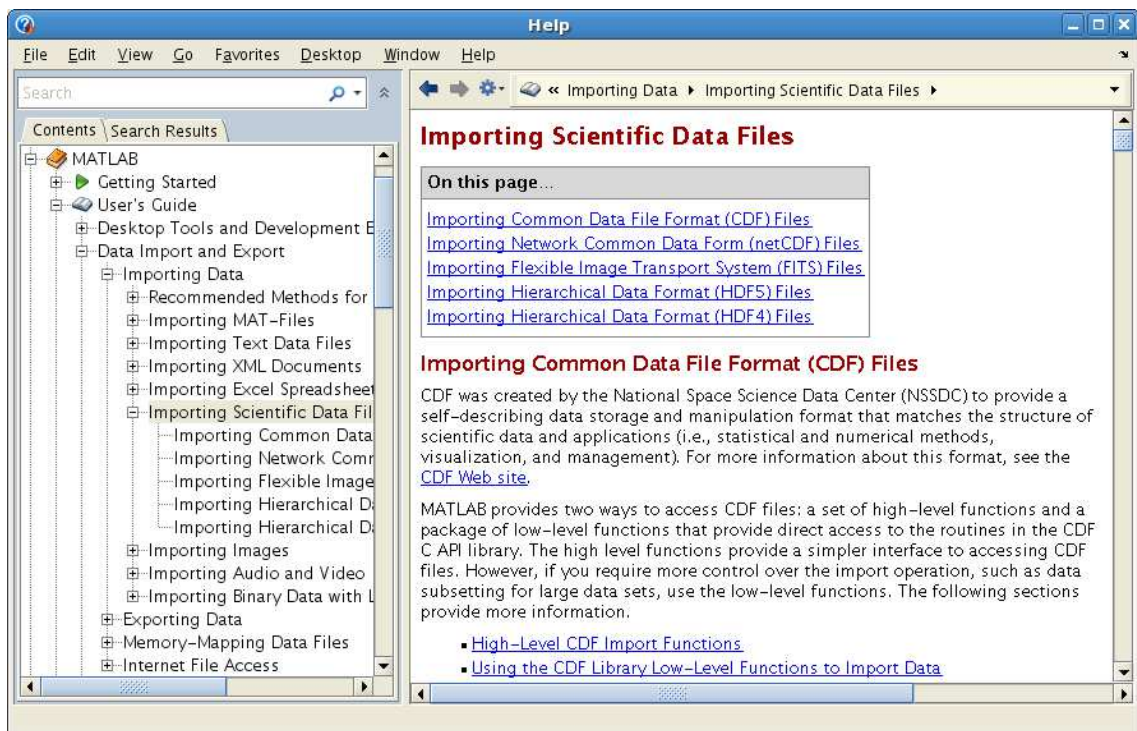 Help
File Edit View Go Favorites Desktop Window Help
Search
« Importing Data ▸ Importing Scientific Data Files ▸
Contents Search Results
MATLAB
Getting Started
User's Guide
Desktop Tools and Development E
Data Import and Export
Importing Data
Recommended Methods for
Importing MAT-Files
Importing Text Data Files
Importing XML Documents
Importing Excel Spreadsheet
Importing Scientific Data Fil
Importing Common Data
Importing Network Comr
Importing Flexible Image
Importing Hierarchical D
Importing Hierarchical D
Importing Images
Importing Audio and Video
Importing Binary Data with L
Exporting Data
Memory-Mapping Data Files
Internet File Access
Importing Scientific Data Files
On this page...
Importing Common Data File Format (CDF) Files
Importing Network Common Data Form (netCDF) Files
Importing Flexible Image Transport System (FITS) Files
Importing Hierarchical Data Format (HDF5) Files
Importing Hierarchical Data Format (HDF4) Files
Importing Common Data File Format (CDF) Files
CDF was created by the National Space Science Data Center (NSSDC) to provide a
self-describing data storage and manipulation format that matches the structure of
scientific data and applications (i.e., statistical and numerical methods,
visualization, and management). For more information about this format, see the
CDF Web site.
MATLAB provides two ways to access CDF files: a set of high-level functions and a
package of low-level functions that provide direct access to the routines in the CDF
C API library. The high level functions provide a simpler interface to accessing CDF
files. However, if you require more control over the import operation, such as data
subsetting for large data sets, use the low-level functions. The following sections
provide more information.
▪ High-Level CDF Import Functions
▪ Using the CDF Library Low-Level Functions to Import Data